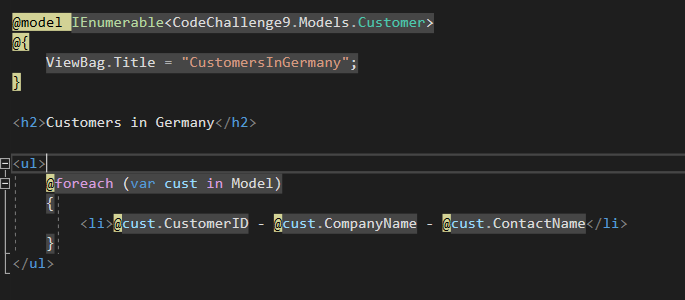 @model IEnumerable<CodeChallenge9.Models.Customer>
@{
ViewBag.Title = "CustomersInGermany";
}
<h2>Customers in Germany</h2>
<ul>
@foreach (var cust in Model)
{
<li>@cust.CustomerID - @cust.CompanyName - @cust.ContactName</li>
}
</ul>